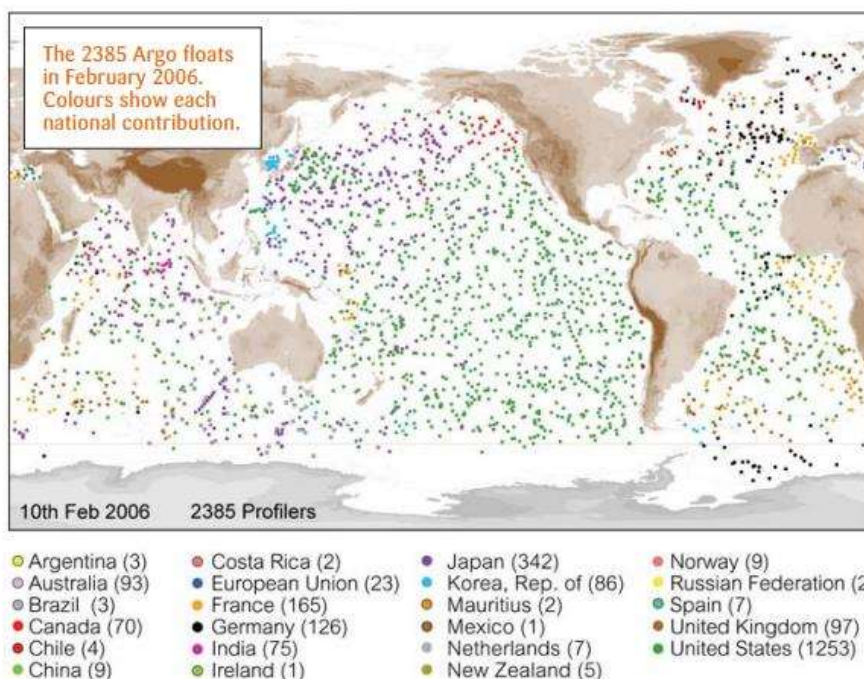 The 2385 Argo floats
in February 2006.
Colours show each
national contribution.
10th Feb 2006 2385 Profilers
Argentina (3)
Australia (93)
Brazil (3)
Canada (70)
Chile (4)
China (9)
Costa Rica (2)
European Union (23)
France (165)
Germany (126)
India (75)
Ireland (1)
Japan (342)
Korea, Rep. of (86)
Mauritius (2)
Mexico (1)
Netherlands (7)
New Zealand (5)
Norway (9)
Russian Federation (2
Spain (7)
United Kingdom (97)
United States (1253)